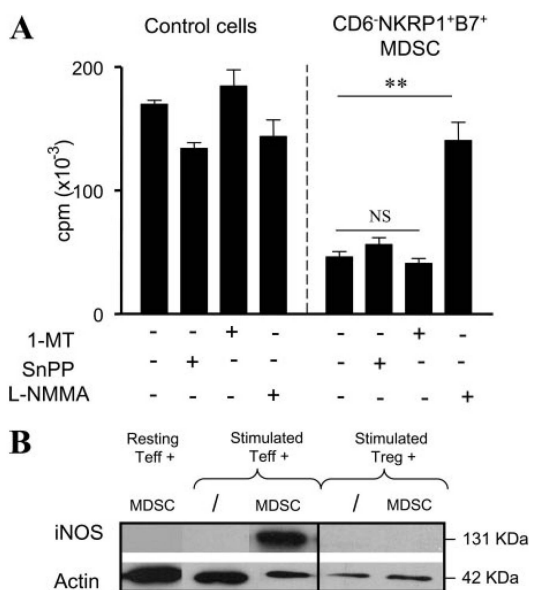 A
Control cells
CD6⁻NKRP1⁺B7⁺
MDSC
cpm (x10⁻³)
200
100
0
**
NS
1-MT - - + - - - + -
SnPP - + - - - + - -
L-NMMA - - - + - - - +
B
Resting
Teff +
Stimulated
Teff +
Stimulated
Treg +
MDSC / MDSC / MDSC
iNOS - 131 KDa
Actin - 42 KDa